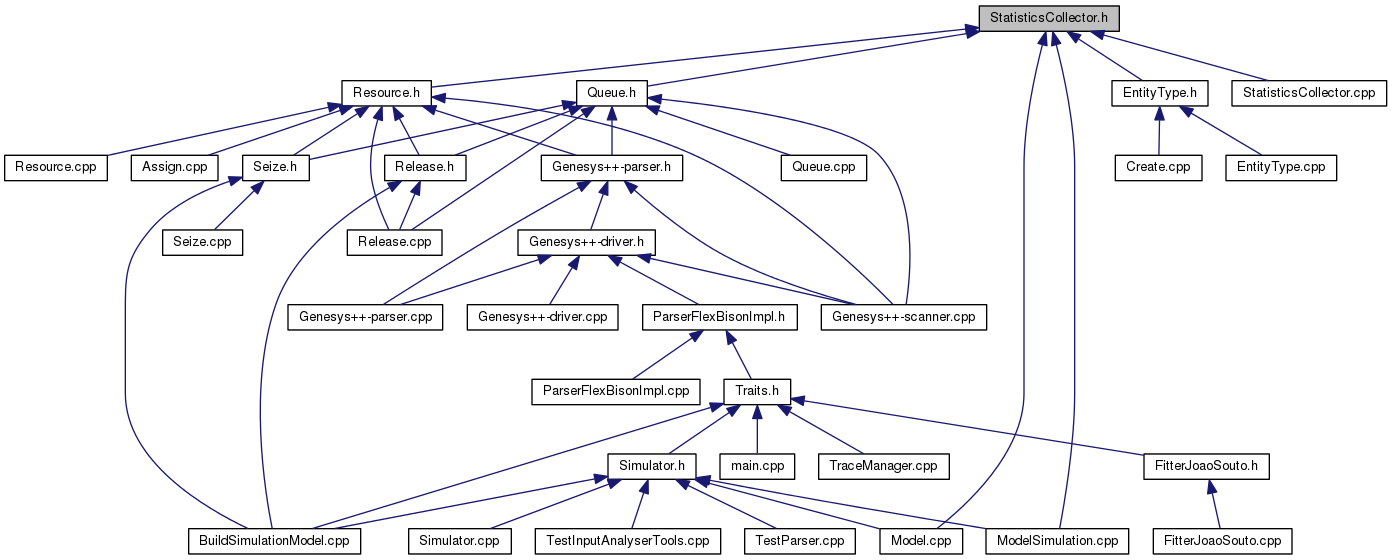 StatisticsCollector.h
Resource.h
Queue.h
EntityType.h
StatisticsCollector.cpp
Resource.cpp
Assign.cpp
Seize.h
Release.h
Genesys++-parser.h
Queue.cpp
Create.cpp
EntityType.cpp
Seize.cpp
Release.cpp
Genesys++-driver.h
Genesys++-parser.cpp
Genesys++-driver.cpp
ParserFlexBisonImpl.h
Genesys++-scanner.cpp
ParserFlexBisonImpl.cpp
Traits.h
Simulator.h
main.cpp
TraceManager.cpp
FitterJoaoSouto.h
BuildSimulationModel.cpp
Simulator.cpp
TestInputAnalyserTools.cpp
TestParser.cpp
Model.cpp
ModelSimulation.cpp
FitterJoaoSouto.cpp